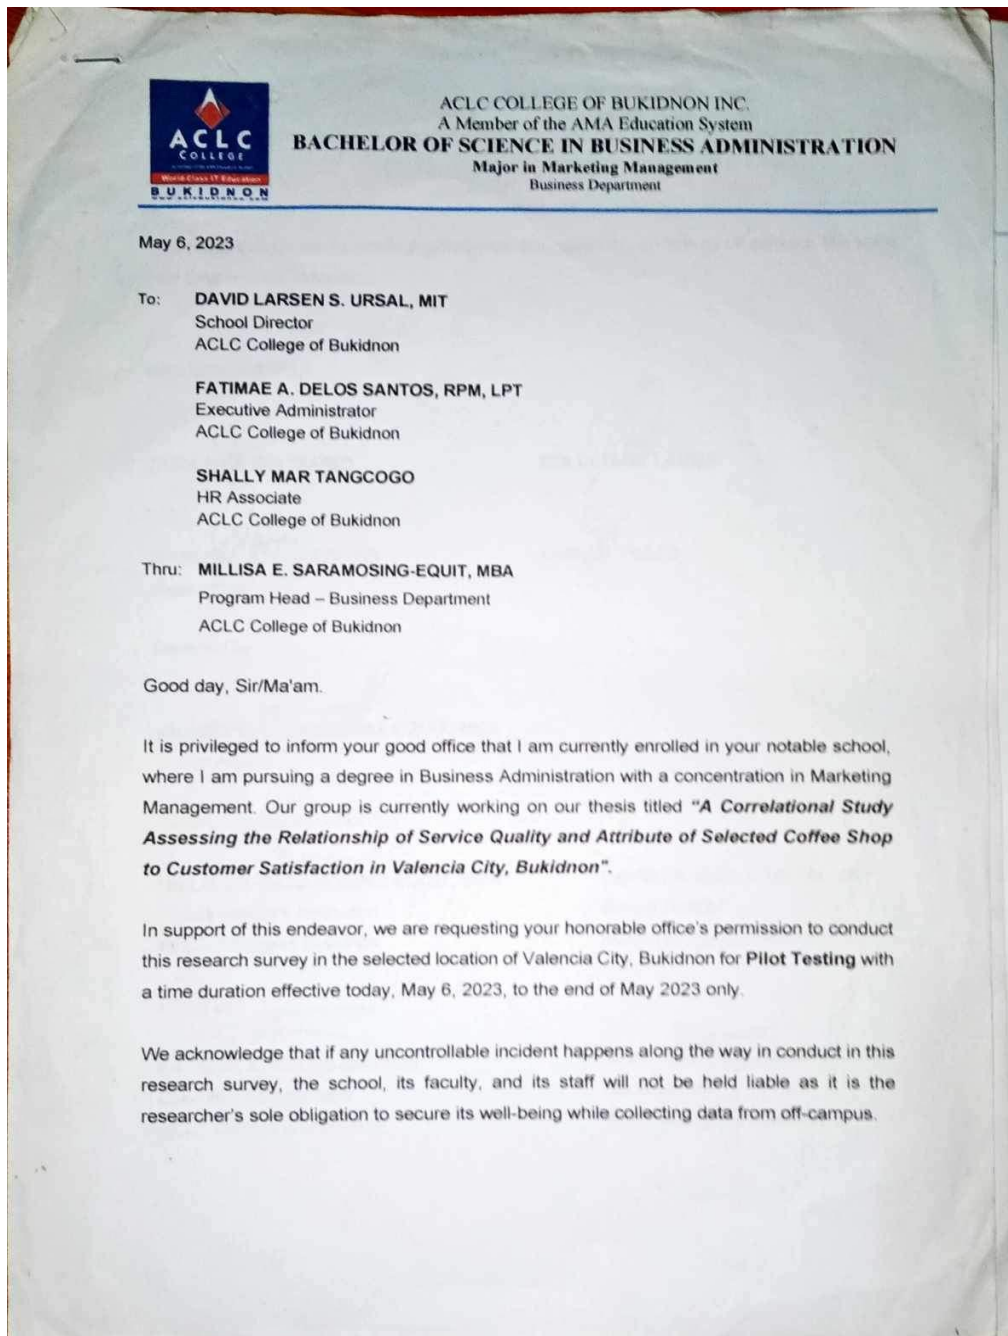 ACLC
COLLEGE
World Class IT Education
BUKIDNON
ACLC COLLEGE OF BUKIDNON INC.
A Member of the AMA Education System
BACHELOR OF SCIENCE IN BUSINESS ADMINISTRATION
Major in Marketing Management
Business Department
May 6, 2023
To: DAVID LARSEN S. URSAL, MIT
School Director
ACLC College of Bukidnon
FATIMAE A. DELOS SANTOS, RPM, LPT
Executive Administrator
ACLC College of Bukidnon
SHALLY MAR TANGCOGO
HR Associate
ACLC College of Bukidnon
Thru: MILLISA E. SARAMOSING-EQUIT, MBA
Program Head – Business Department
ACLC College of Bukidnon
Good day, Sir/Ma'am.
It is privileged to inform your good office that I am currently enrolled in your notable school,
where I am pursuing a degree in Business Administration with a concentration in Marketing
Management. Our group is currently working on our thesis titled "A Correlational Study
Assessing the Relationship of Service Quality and Attribute of Selected Coffee Shop
to Customer Satisfaction in Valencia City, Bukidnon".
In support of this endeavor, we are requesting your honorable office's permission to conduct
this research survey in the selected location of Valencia City, Bukidnon for Pilot Testing with
a time duration effective today, May 6, 2023, to the end of May 2023 only.
We acknowledge that if any uncontrollable incident happens along the way in conduct in this
research survey, the school, its faculty, and its staff will not be held liable as it is the
researcher's sole obligation to secure its well-being while collecting data from off-campus.